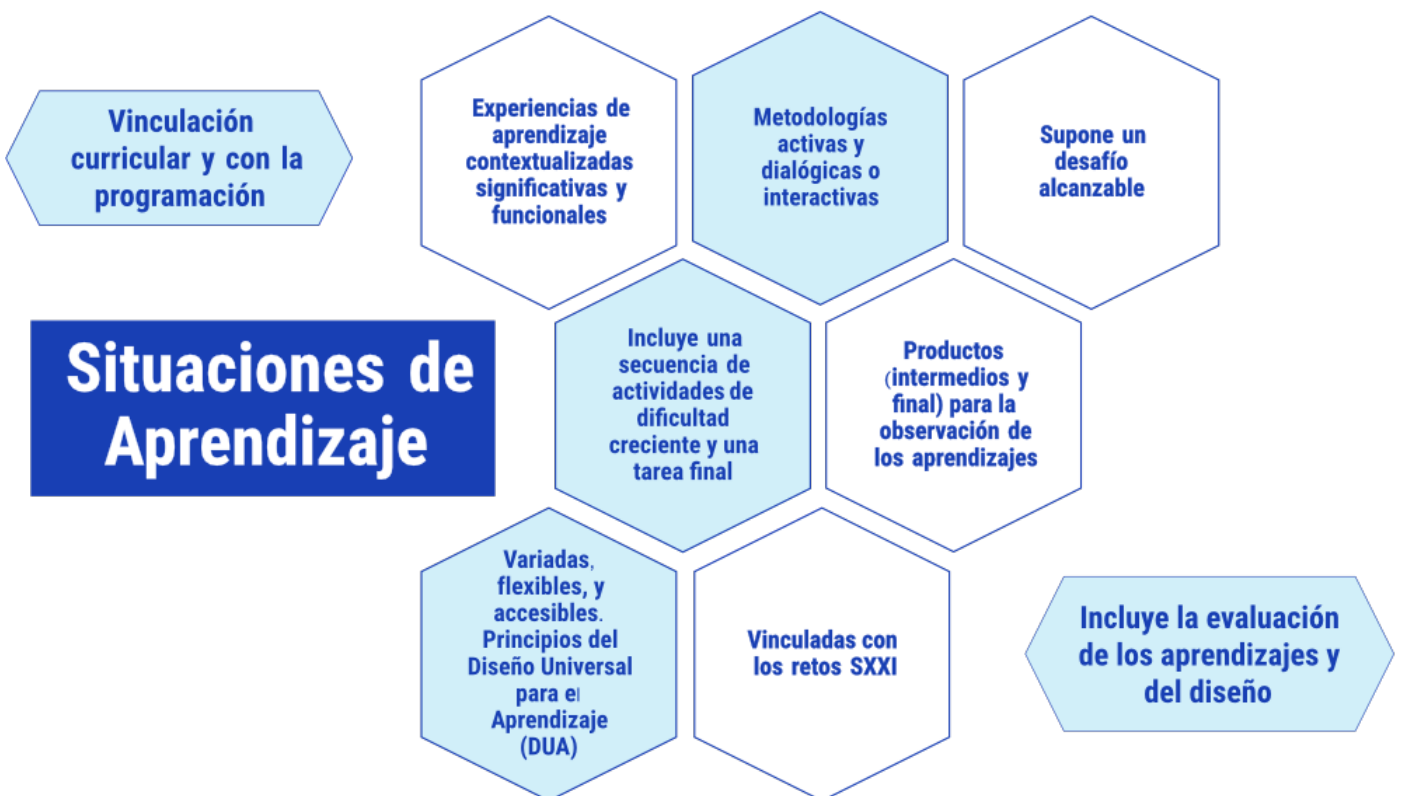 Vinculación
curricular y con la
programación
Experiencias de
aprendizaje
contextualizadas
significativas y
funcionales
Metodologías
activas y
dialógicas o
interactivas
Supone un
desafío
alcanzable
Situaciones de
Aprendizaje
Incluye una
secuencia de
actividades de
dificultad
creciente y una
tarea final
Productos
(intermedios y
final) para la
observación de
los aprendizajes
Variadas,
flexibles, y
accesibles.
Principios del
Diseño Universal
para el
Aprendizaje
(DUA)
Vinculadas con
los retos SXXI
Incluye la evaluación
de los aprendizajes y
del diseño